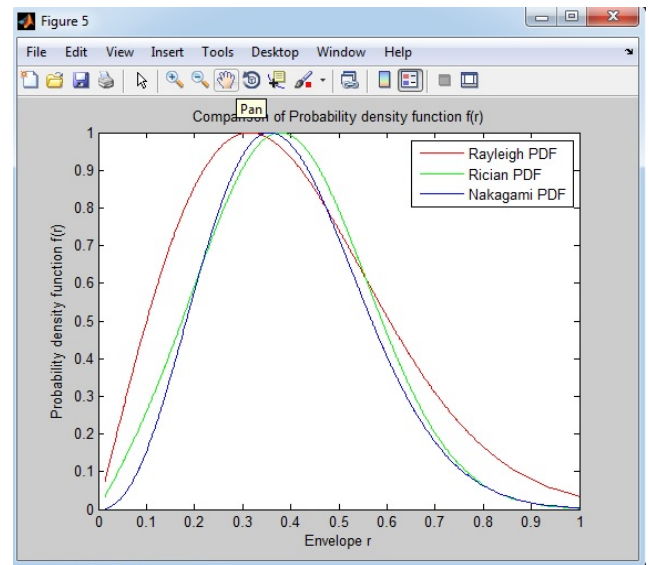 Figure 5
File Edit View Insert Tools Desktop Window Help
Pan
Comparison of Probability density function f(r)
Rayleigh PDF
Rician PDF
Nakagami PDF
Probability density function f(r)
1
0.9
0.8
0.7
0.6
0.5
0.4
0.3
0.2
0.1
0
0 0.1 0.2 0.3 0.4 0.5 0.6 0.7 0.8 0.9 1
Envelope r